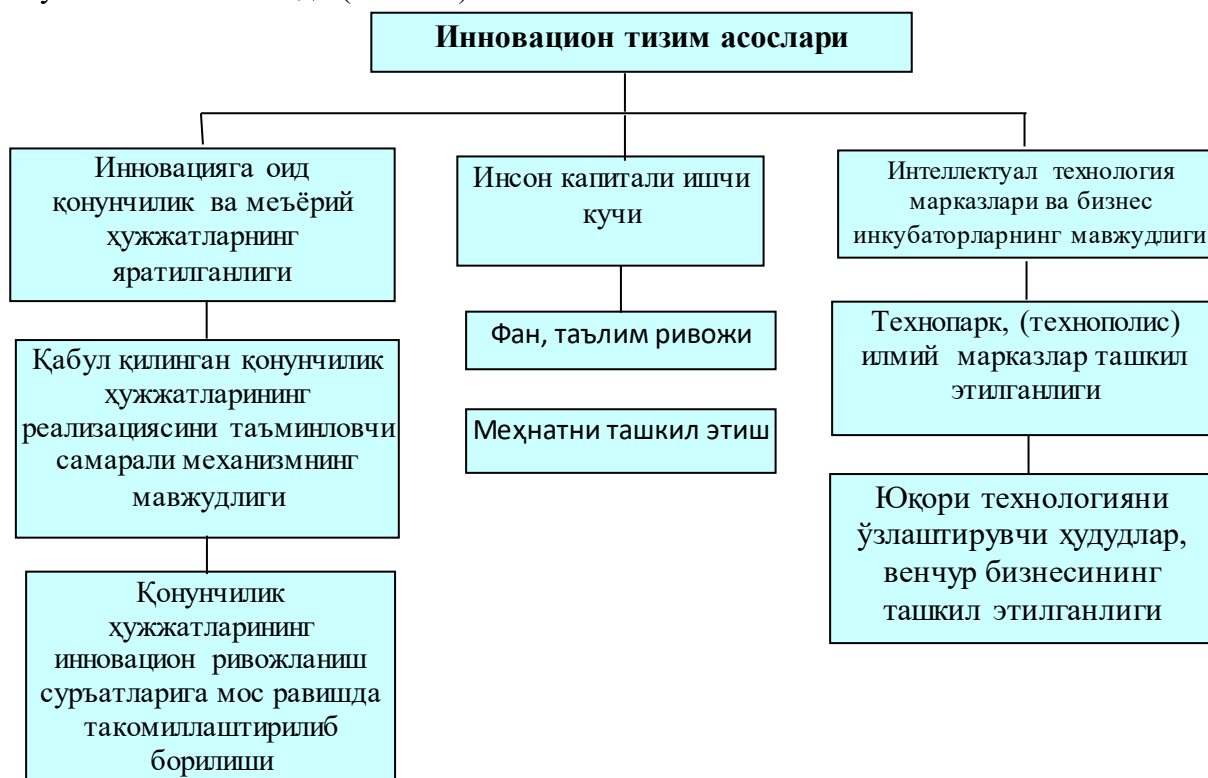 Инновацион тизим асослари
Инновацияга оид
қонунчилик ва меъёрий
ҳужжатларнинг
яратилганлиги
Қабул қилинган қонунчилик
ҳужжатларининг
реализациясини таъминловчи
самарали механизмнинг
мавжудлиги
Қонунчилик
ҳужжатларининг
инновацион ривожланиш
суръатларига мос равишда
такомиллаштирилиб
борилиши
Инсон капитали ишчи
кучи
Фан, таълим ривожи
Меҳнатни ташкил этиш
Интеллектуал технология
марказлари ва бизнес
инкубаторларнинг мавжудлиги
Технопарк, (технополис)
илмий марказлар ташкил
этилганлиги
Юқори технологияни
ўзлаштирувчи ҳудудлар,
венчур бизнесининг
ташкил этилганлиги